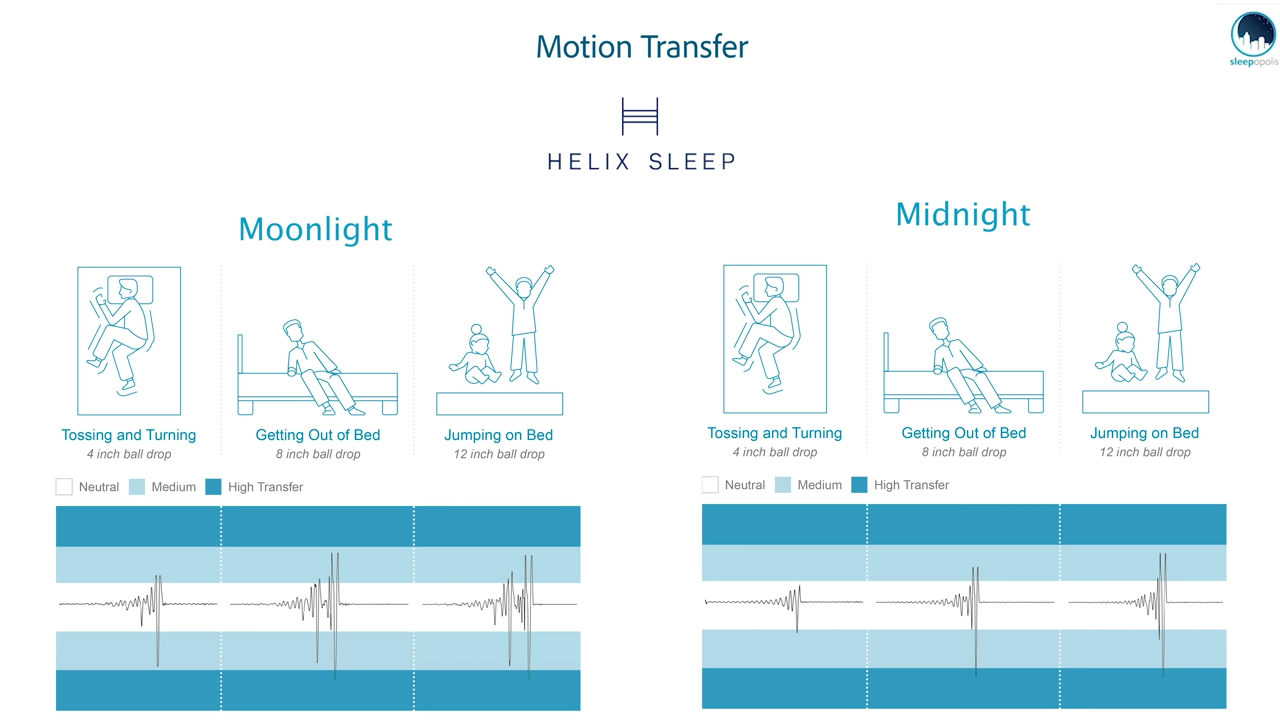 Motion Transfer
sleepopolis
HELIX SLEEP
Moonlight
Tossing and Turning
4 inch ball drop
Getting Out of Bed
8 inch ball drop
Jumping on Bed
12 inch ball drop
Neutral
Medium
High Transfer
Midnight
Tossing and Turning
4 inch ball drop
Getting Out of Bed
8 inch ball drop
Jumping on Bed
12 inch ball drop
Neutral
Medium
High Transfer